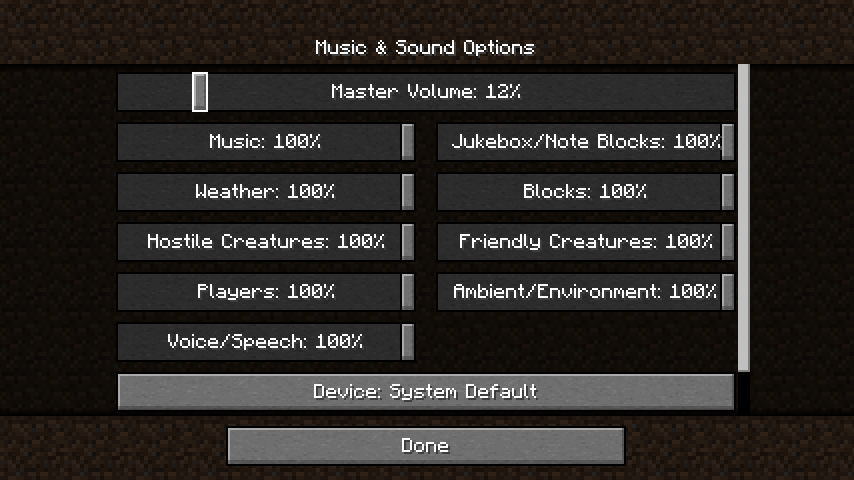 Music & Sound Options
Master Volume: 12%
Music: 100%
Jukebox/Note Blocks: 100%
Weather: 100%
Blocks: 100%
Hostile Creatures: 100%
Friendly Creatures: 100%
Players: 100%
Ambient/Environment: 100%
Voice/Speech: 100%
Device: System Default
Done